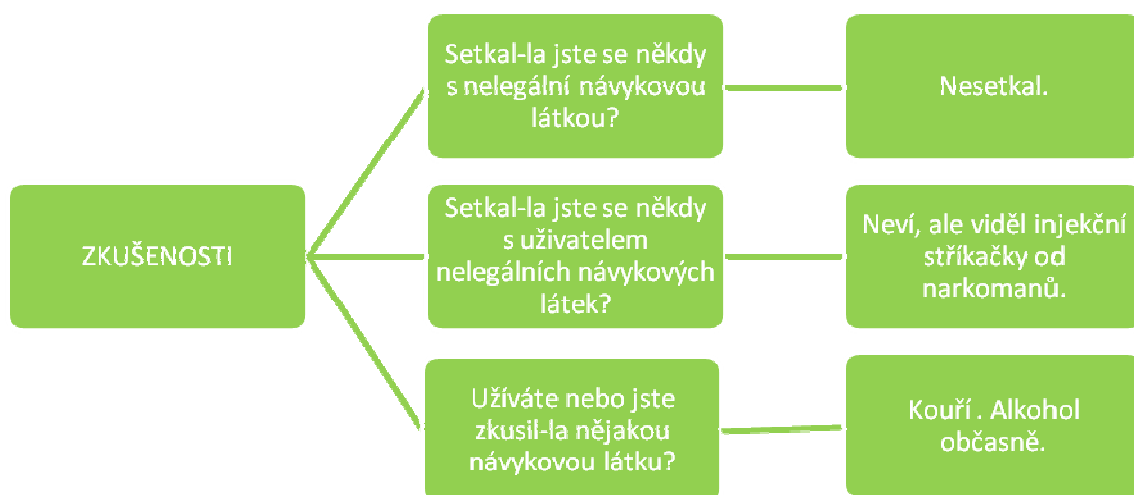 ZKUŠENOSTI
Setkal-la jste se někdy
s nelegální návykovou
látkou?
Nesetkal.
Setkal-la jste se někdy
s uživatelem
nelegálních návykových
látek?
Neví, ale viděl injekční
stříkačky od
narkomanů.
Užíváte nebo jste
zkusil-la nějakou
návykovou látku?
Kouří . Alkohol
občasně.